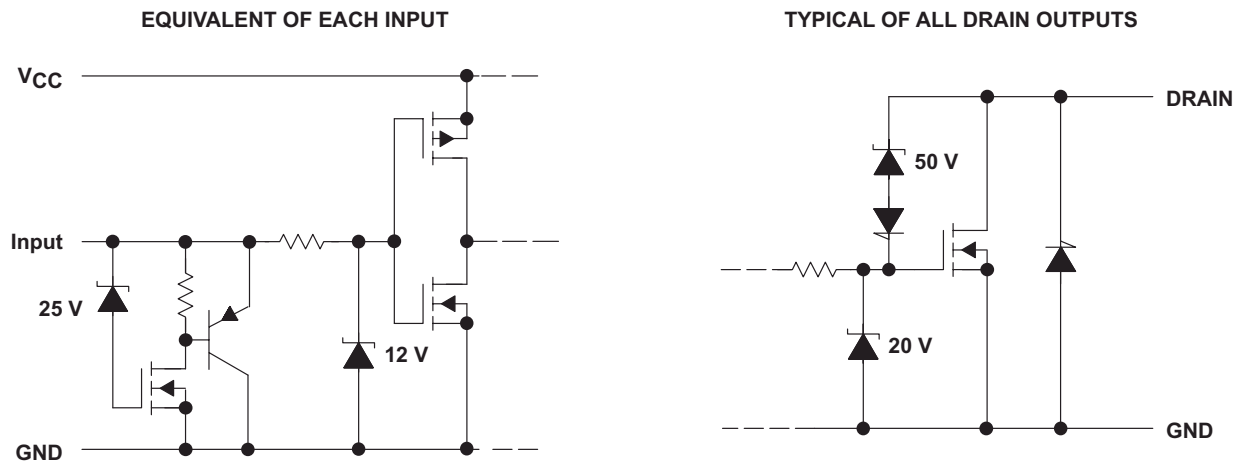 EQUIVALENT OF EACH INPUT
VCC
Input
25 V
12 V
GND
TYPICAL OF ALL DRAIN OUTPUTS
DRAIN
50 V
20 V
GND